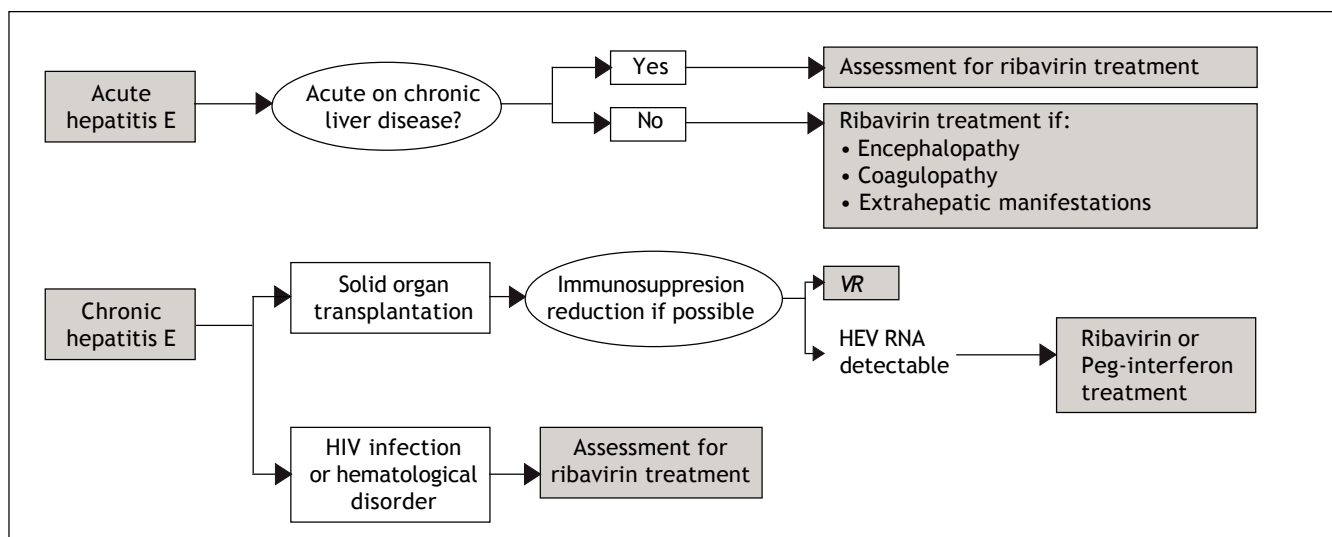 Acute
hepatitis E
Acute on chronic
liver disease?
Yes
Assessment for ribavirin treatment
No
Ribavirin treatment if:
• Encephalopathy
• Coagulopathy
• Extrahepatic manifestations
Chronic
hepatitis E
Solid organ
transplantation
Immunosuppresion
reduction if possible
VR
HEV RNA
detectable
Ribavirin or
Peg-interferon
treatment
HIV infection
or hematological
disorder
Assessment for
ribavirin treatment